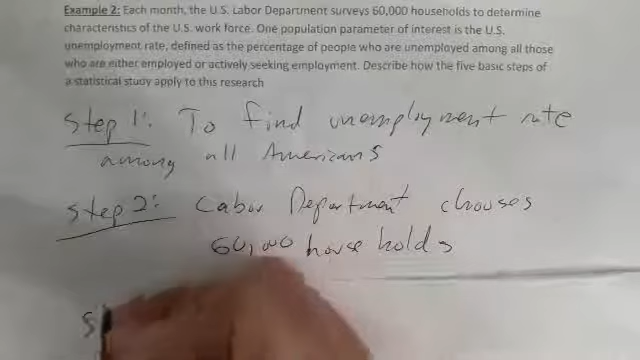 Example 2: Each month, the U.S. Labor Department surveys 60,000 households to determine
characteristics of the U.S. work force. One population parameter of interest is the U.S.
unemployment rate, defined as the percentage of people who are unemployed among all those
who are either employed or actively seeking employment. Describe how the five basic steps of
a statistical study apply to this research
Step 1: To find unemployment rate
among all Americans
Step 2: Labor Department chooses
60,000 households
S